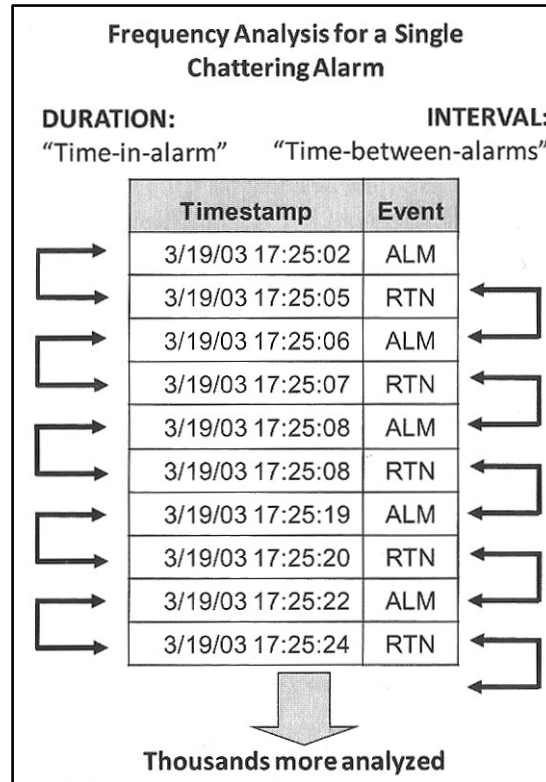 Frequency Analysis for a Single
Chattering Alarm
DURATION: INTERVAL:
"Time-in-alarm" "Time-between-alarms"
Timestamp Event
3/19/03 17:25:02 ALM
3/19/03 17:25:05 RTN
3/19/03 17:25:06 ALM
3/19/03 17:25:07 RTN
3/19/03 17:25:08 ALM
3/19/03 17:25:08 RTN
3/19/03 17:25:19 ALM
3/19/03 17:25:20 RTN
3/19/03 17:25:22 ALM
3/19/03 17:25:24 RTN
Thousands more analyzed